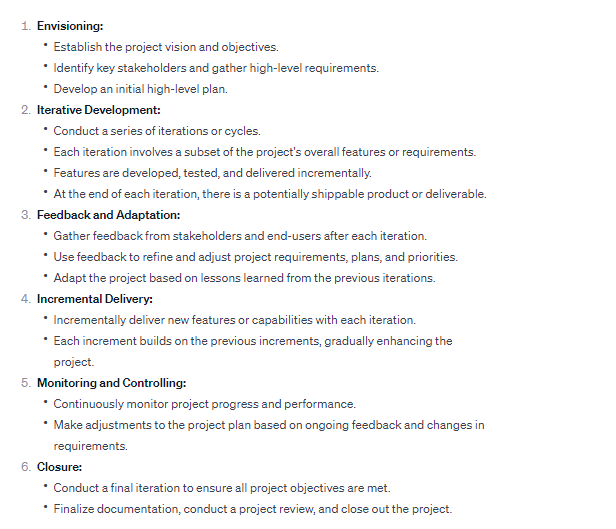 1. Envisioning:
• Establish the project vision and objectives.
• Identify key stakeholders and gather high-level requirements.
• Develop an initial high-level plan.
2. Iterative Development:
• Conduct a series of iterations or cycles.
• Each iteration involves a subset of the project's overall features or requirements.
• Features are developed, tested, and delivered incrementally.
• At the end of each iteration, there is a potentially shippable product or deliverable.
3. Feedback and Adaptation:
• Gather feedback from stakeholders and end-users after each iteration.
• Use feedback to refine and adjust project requirements, plans, and priorities.
• Adapt the project based on lessons learned from the previous iterations.
4. Incremental Delivery:
• Incrementally deliver new features or capabilities with each iteration.
• Each increment builds on the previous increments, gradually enhancing the
project.
5. Monitoring and Controlling:
• Continuously monitor project progress and performance.
• Make adjustments to the project plan based on ongoing feedback and changes in
requirements.
6. Closure:
• Conduct a final iteration to ensure all project objectives are met.
• Finalize documentation, conduct a project review, and close out the project.